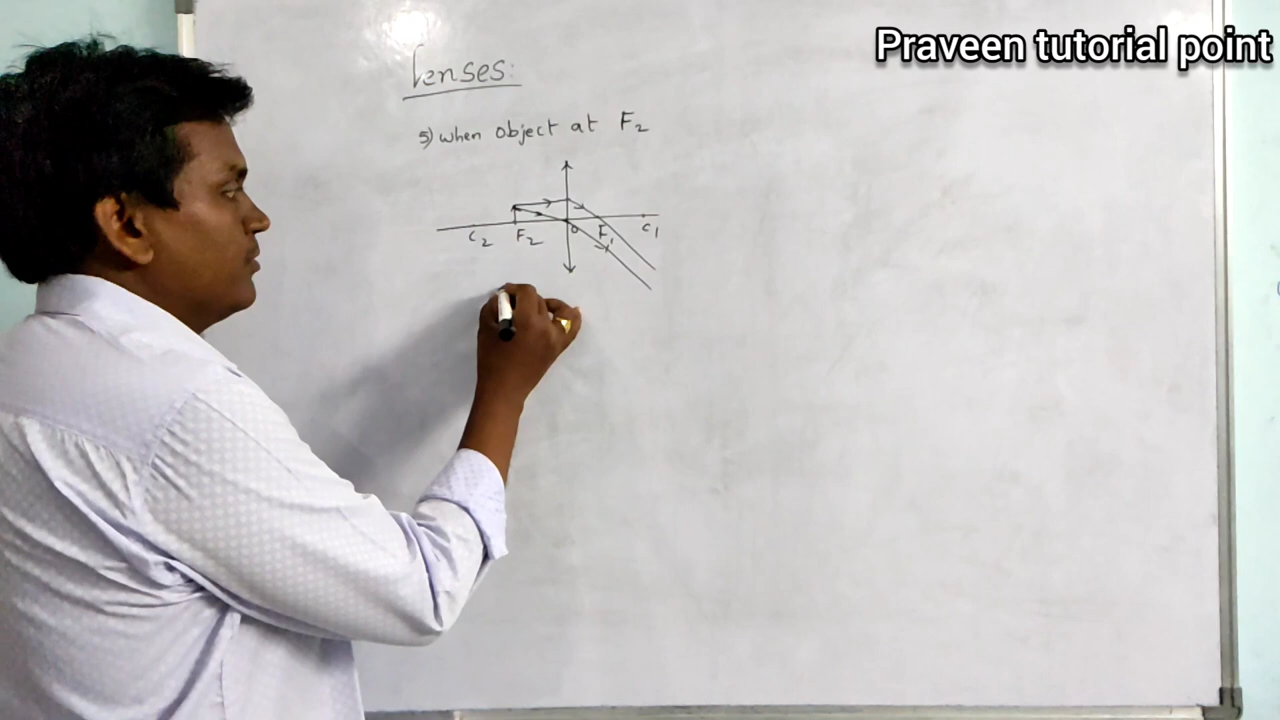 Praveen tutorial point
Lenses:
5) when object at F2
C2 F2 O F1 C1